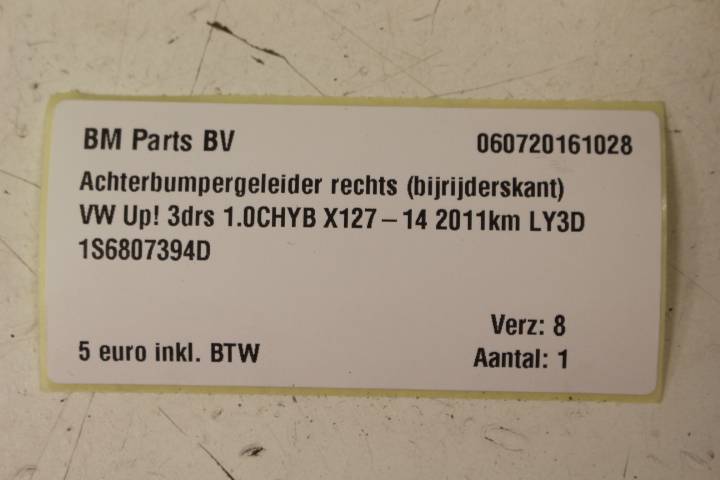 BM Parts BV 060720161028
Achterbumpergeleider rechts (bijrijderskant)
VW Up! 3drs 1.0CHYB X127-14 2011km LY3D
1S6807394D
Verz: 8
5 euro inkl. BTW Aantal: 1